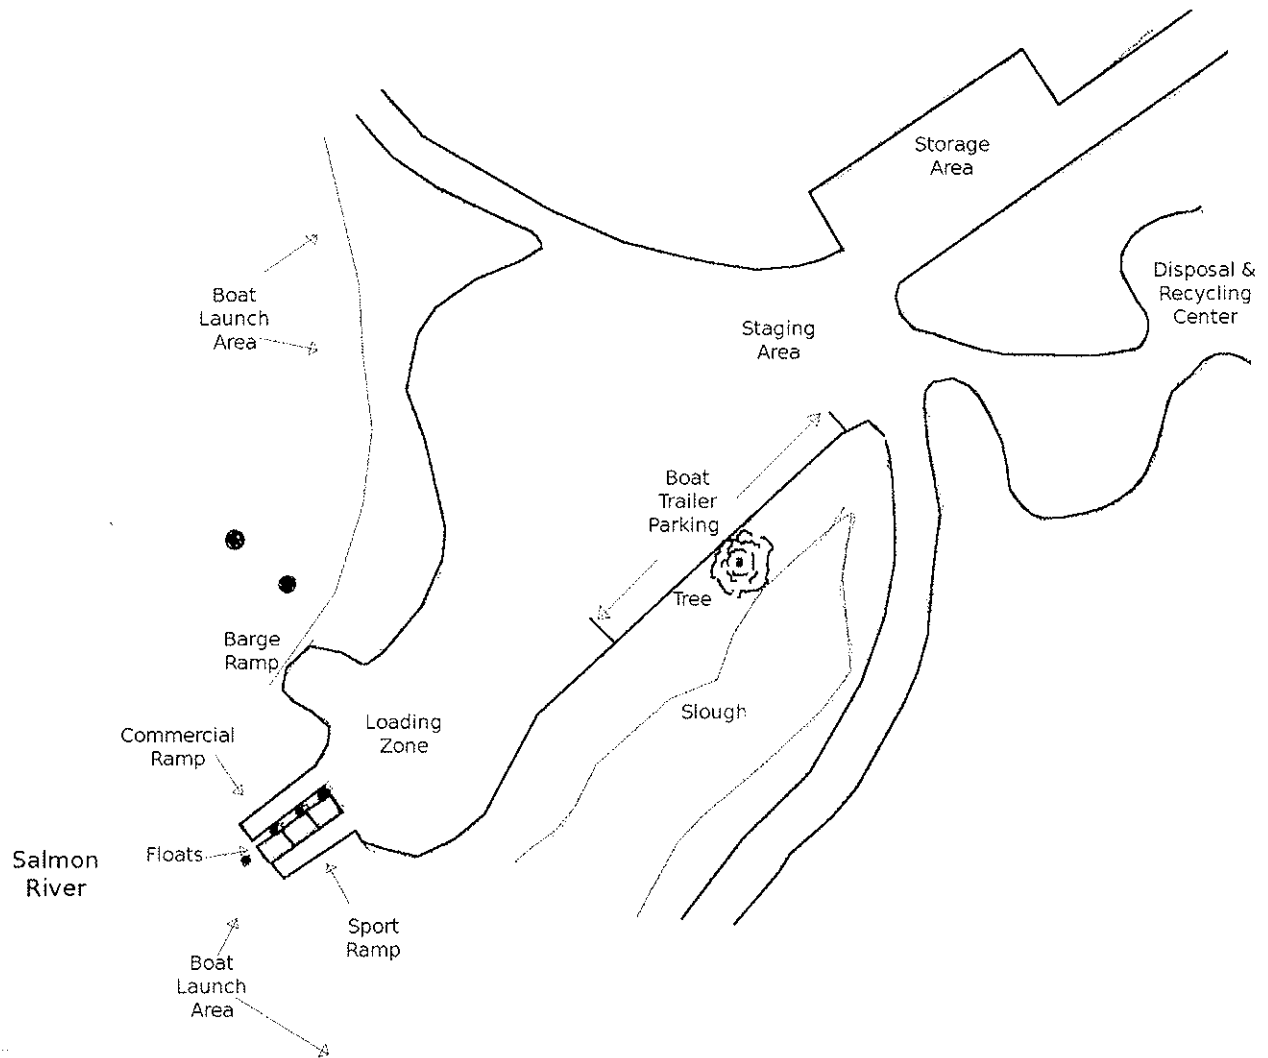 Storage
Area
Disposal &
Recycling
Center
Boat
Launch
Area
Staging
Area
Boat
Trailer
Parking
Tree
Barge
Ramp
Slough
Loading
Zone
Commercial
Ramp
Floats
Salmon
River
Sport
Ramp
Boat
Launch
Area